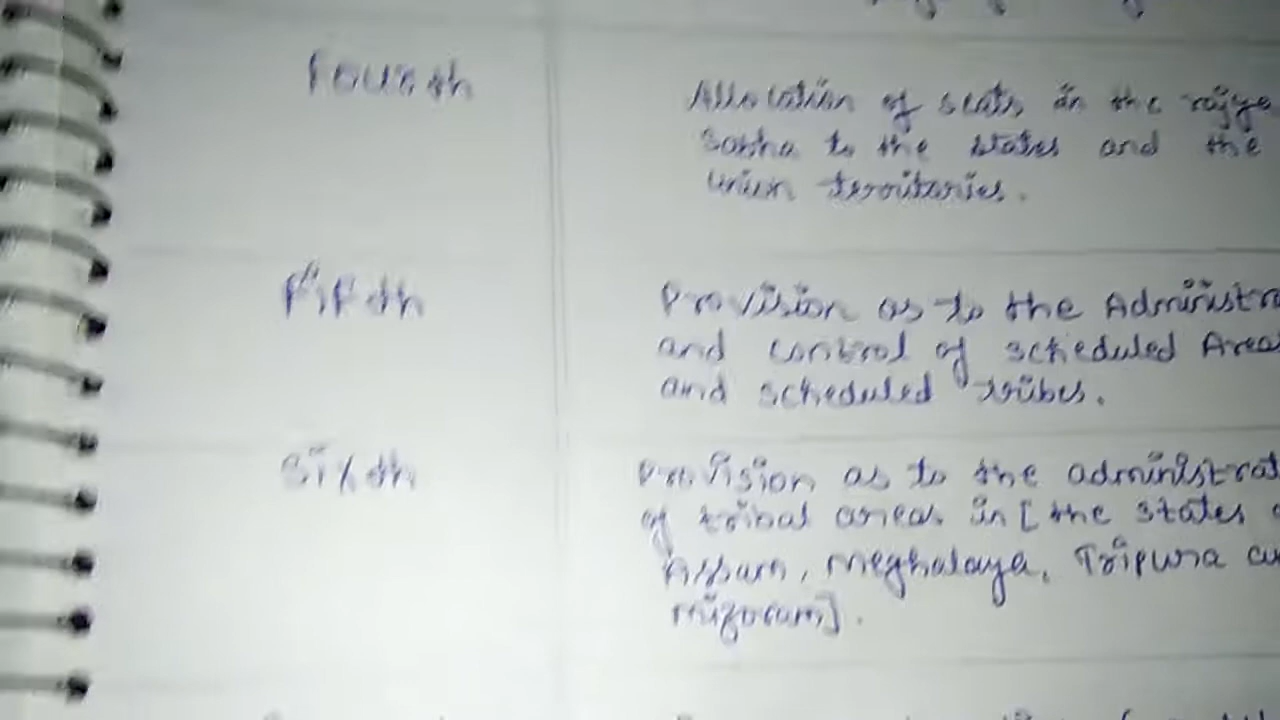 Fourth
Allocation of seats in the rajya
Sabha to the states and the
Union territories.
Fifth
Provision as to the Administra
and control of scheduled Area
and scheduled tribes.
Sixth
Provision as to the administrat
of tribal areas in [the states
Assam, Meghalaya, Tripura
mizoram].